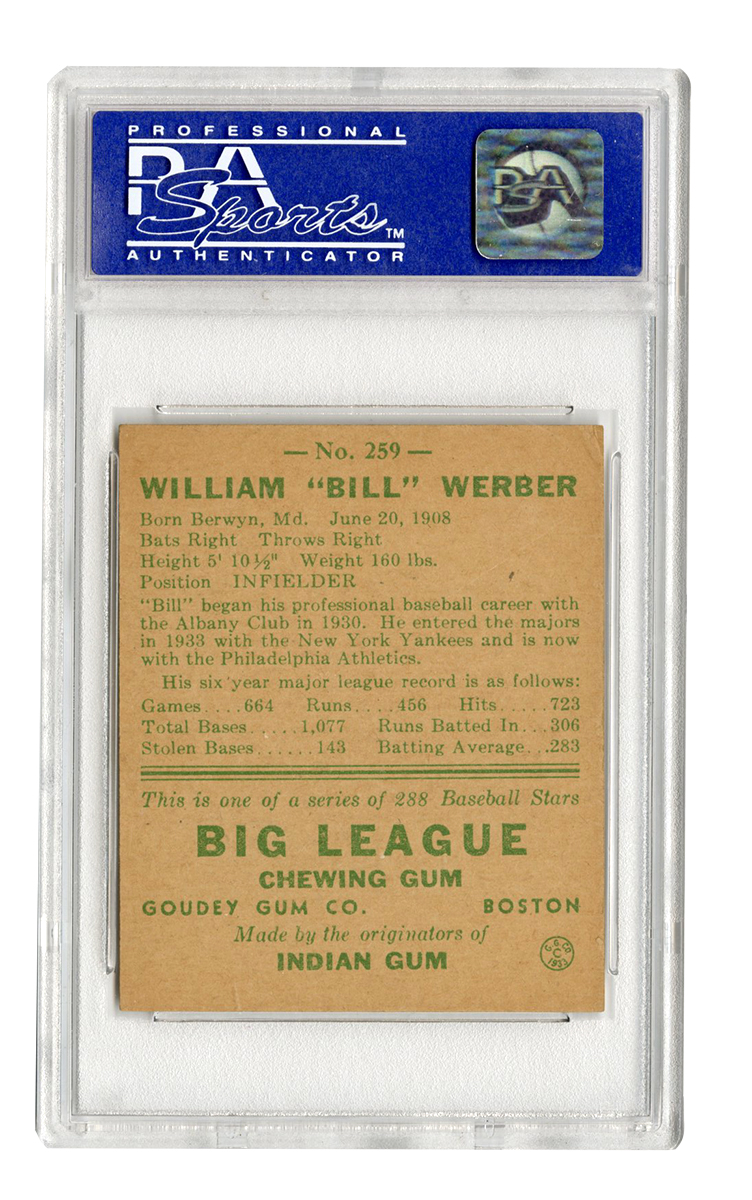 PROFESSIONAL
PSA
Sports™
AUTHENTICATOR
PSA
— No. 259 —
WILLIAM "BILL" WERBER
Born Berwyn, Md. June 20, 1908
Bats Right Throws Right
Height 5' 10½" Weight 160 lbs.
Position INFIELDER
"Bill" began his professional baseball career with
the Albany Club in 1930. He entered the majors
in 1933 with the New York Yankees and is now
with the Philadelphia Athletics.
His six year major league record is as follows:
Games....664 Runs....456 Hits.....723
Total Bases.....1,077 Runs Batted In...306
Stolen Bases......143 Batting Average...283
This is one of a series of 288 Baseball Stars
BIG LEAGUE
CHEWING GUM
GOUDEY GUM CO. BOSTON
Made by the originators of
INDIAN GUM
G. G. CO.
C
1933